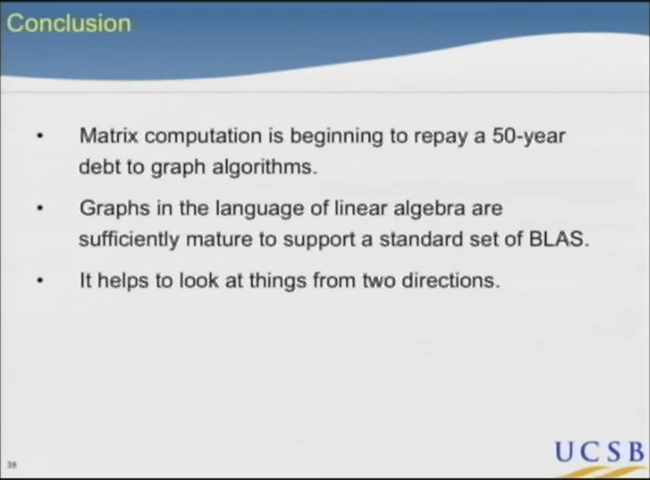 Conclusion
• Matrix computation is beginning to repay a 50-year
debt to graph algorithms.
• Graphs in the language of linear algebra are
sufficiently mature to support a standard set of BLAS.
• It helps to look at things from two directions.
38
UCSB